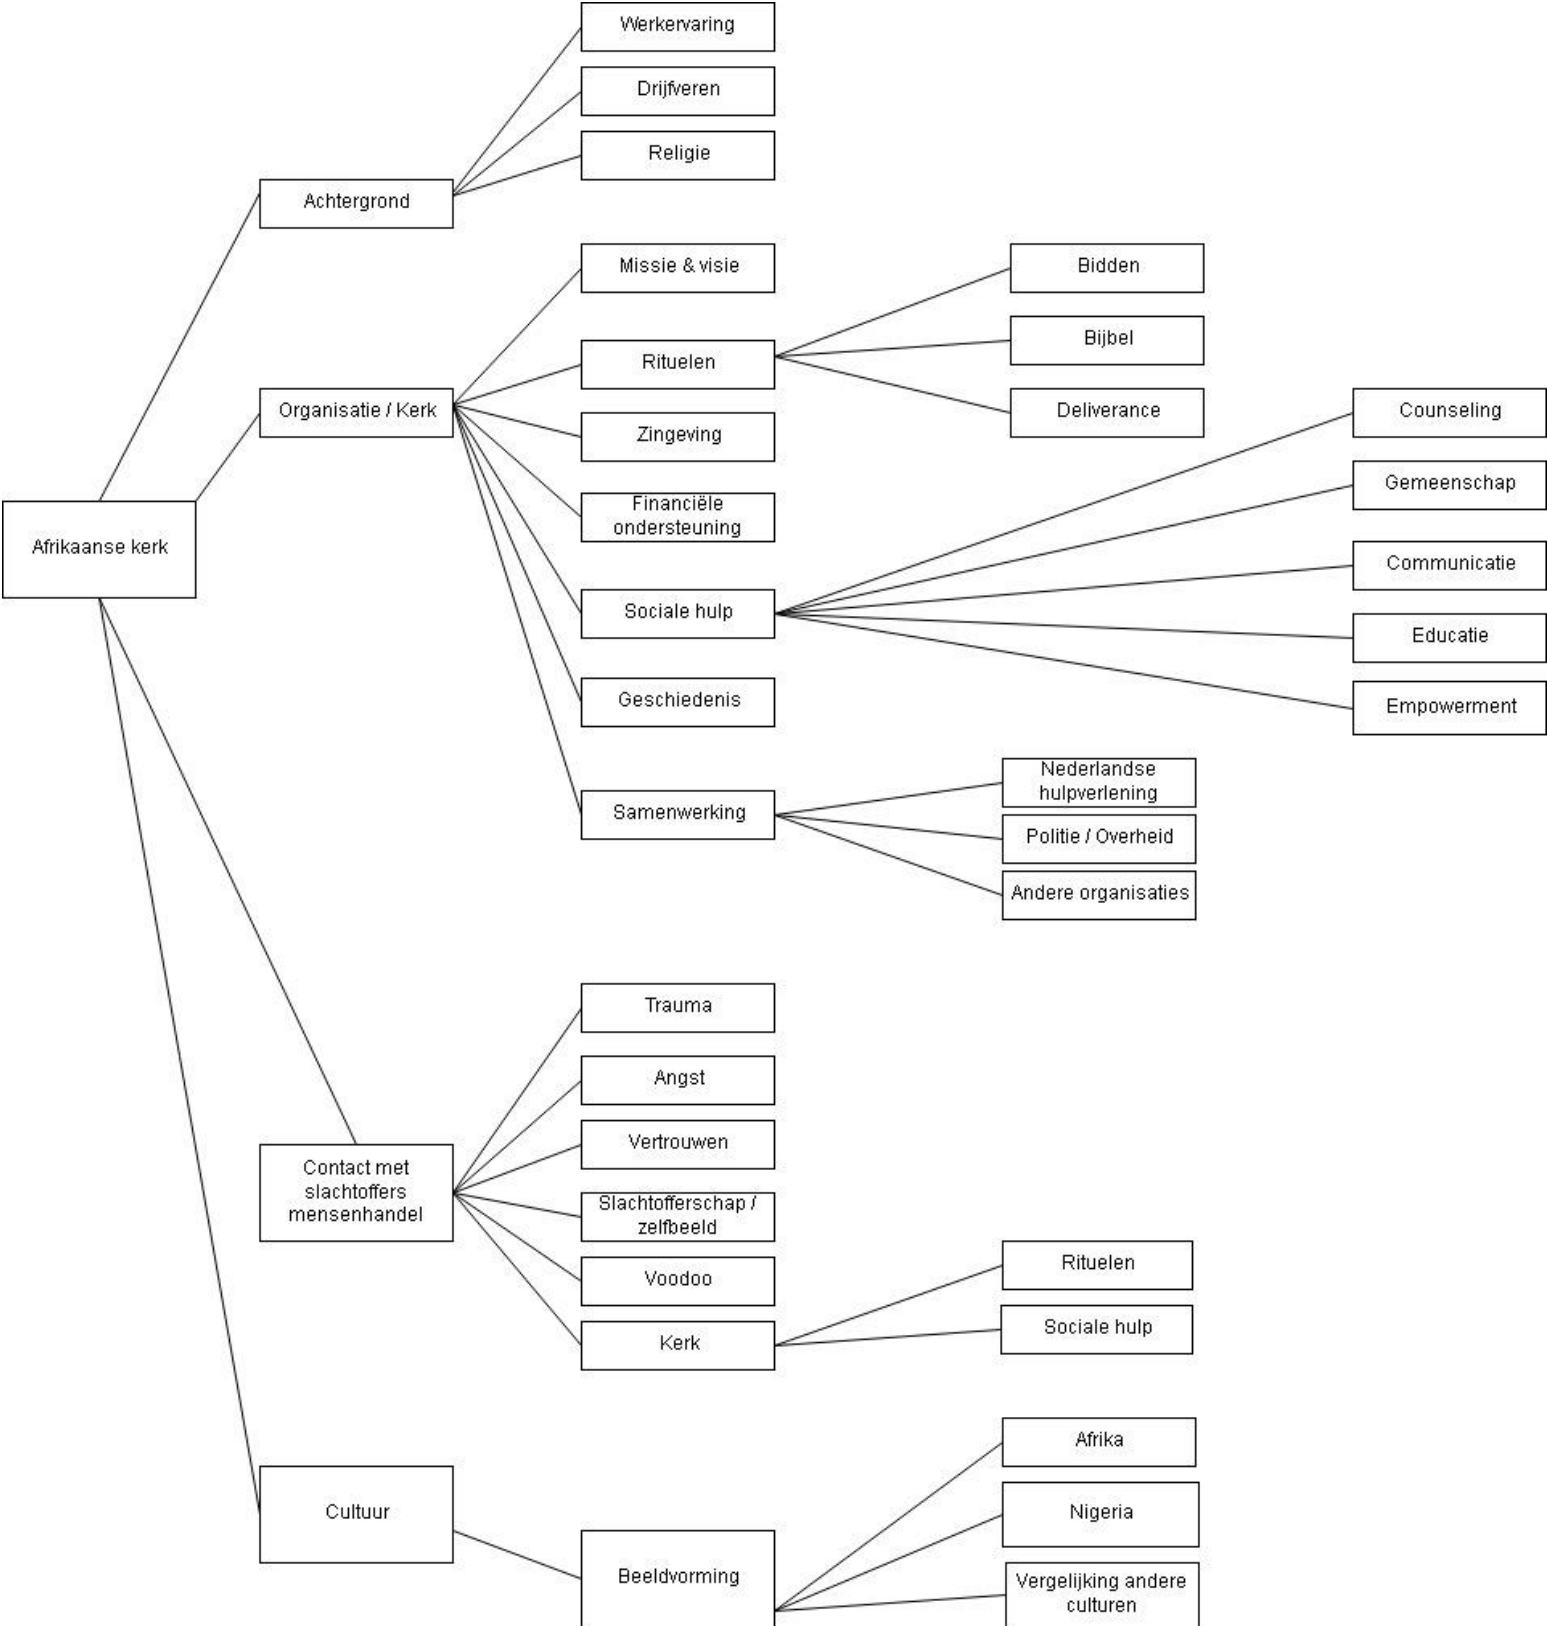 Werkervaring
Drijfveren
Religie
Achtergrond
Missie & visie
Bidden
Bijbel
Rituelen
Deliverance
Organisatie / Kerk
Counseling
Zingeving
Gemeenschap
Financiële
ondersteuning
Afrikaanse kerk
Communicatie
Sociale hulp
Educatie
Geschiedenis
Empowerment
Nederlandse
hulpverlening
Samenwerking
Politie / Overheid
Andere organisaties
Trauma
Angst
Vertrouwen
Contact met
slachtoffers
mensenhandel
Slachtofferschap /
zelfbeeld
Voodoo
Rituelen
Kerk
Sociale hulp
Afrika
Cultuur
Nigeria
Beeldvorming
Vergelijking andere
culturen